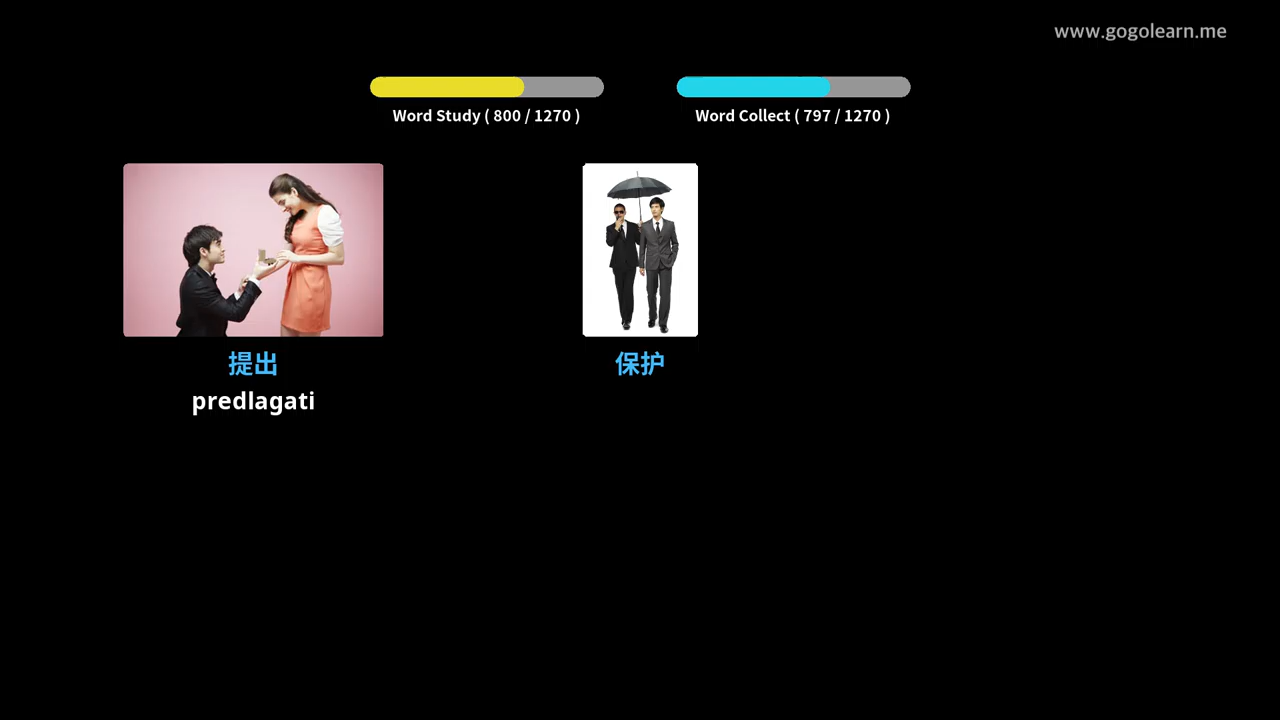 www.gogolearn.me
Word Study ( 800 / 1270 )
Word Collect ( 797 / 1270 )
提出
保护
predlagati